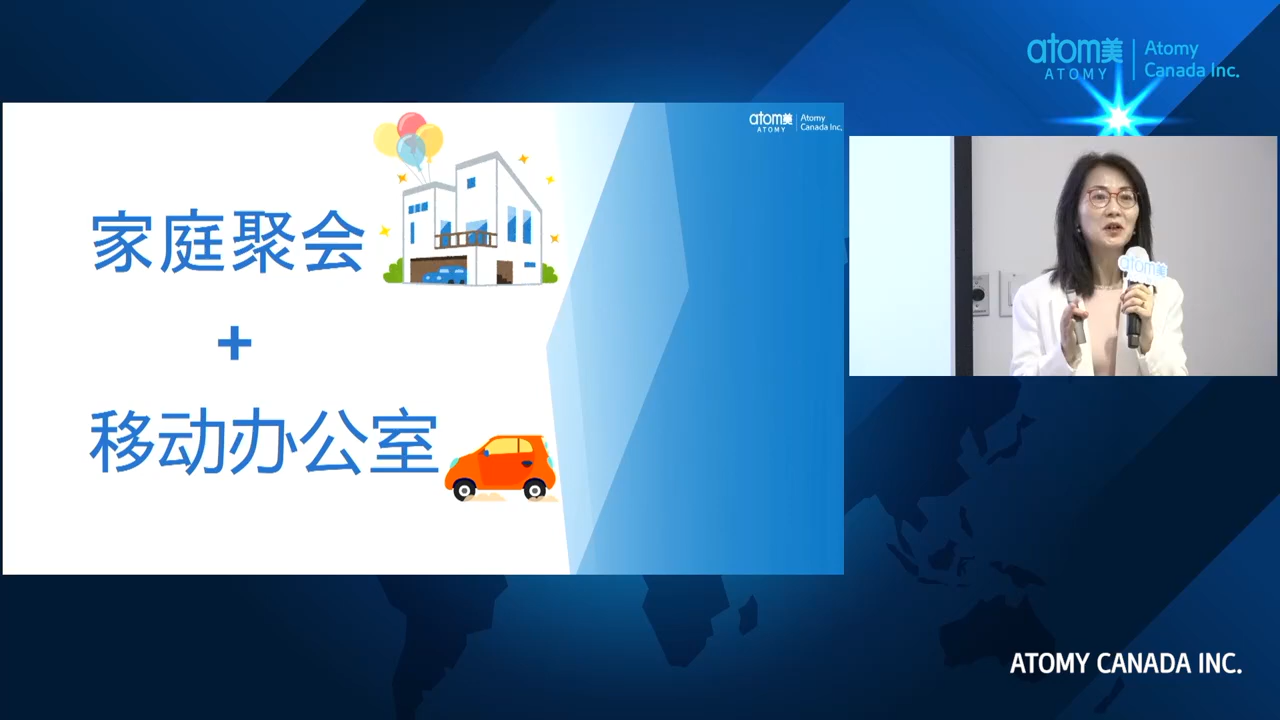 atom美
ATOMY
Atomy
Canada Inc.
atom美
ATOMY
Atomy
Canada Inc.
家庭聚会
+
移动办公室
atom美
ATOMY CANADA INC.